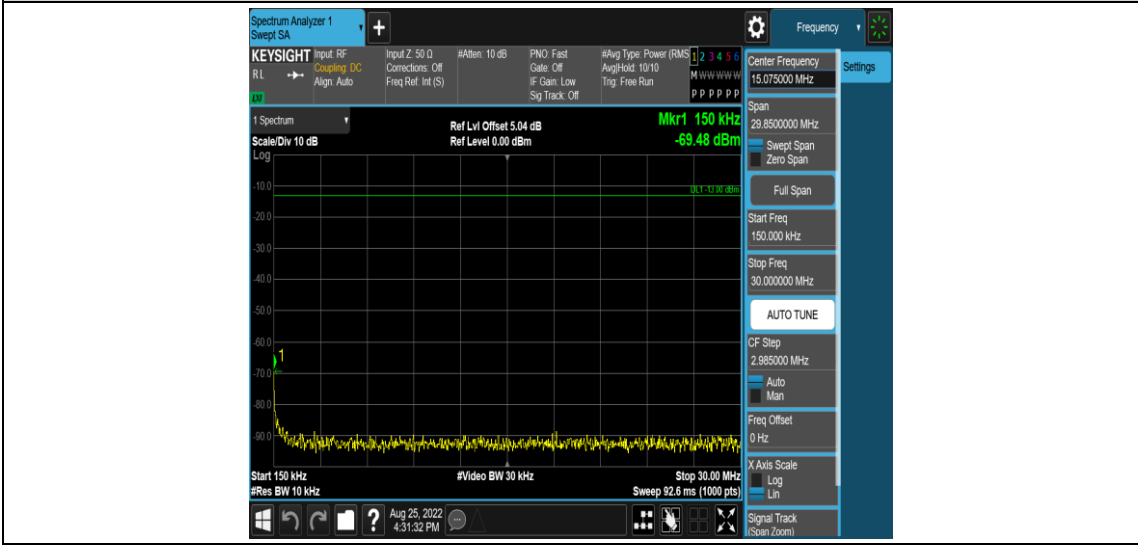 Spectrum Analyzer 1
Swept SA
+
Frequency
KEYSIGHT
RL
LXI
Input: RF
Coupling: DC
Align: Auto
Input Z: 50 Ω
Corrections: Off
Freq Ref: Int (S)
#Atten: 10 dB
PNO: Fast
Gate: Off
IF Gain: Low
Sig Track: Off
#Avg Type: Power (RMS
Avg|Hold: 10/10
Trig: Free Run
1 2 3 4 5 6
M W W W W W
P P P P P P
1 Spectrum
Scale/Div 10 dB
Log
Ref Lvl Offset 5.04 dB
Ref Level 0.00 dBm
Mkr1 150 kHz
-69.48 dBm
DL1 -13.00 dBm
-10.0
-20.0
-30.0
-40.0
-50.0
-60.0
1
-70.0
-80.0
-90.0
Start 150 kHz
#Video BW 30 kHz
Stop 30.00 MHz
#Res BW 10 kHz
Sweep 92.6 ms (1000 pts)
?
Aug 25, 2022
4:31:32 PM
Center Frequency
15.075000 MHz
Settings
Span
29.8500000 MHz
Swept Span
Zero Span
Full Span
Start Freq
150.000 kHz
Stop Freq
30.000000 MHz
AUTO TUNE
CF Step
2.985000 MHz
Auto
Man
Freq Offset
0 Hz
X Axis Scale
Log
Lin
Signal Track
(Span Zoom)